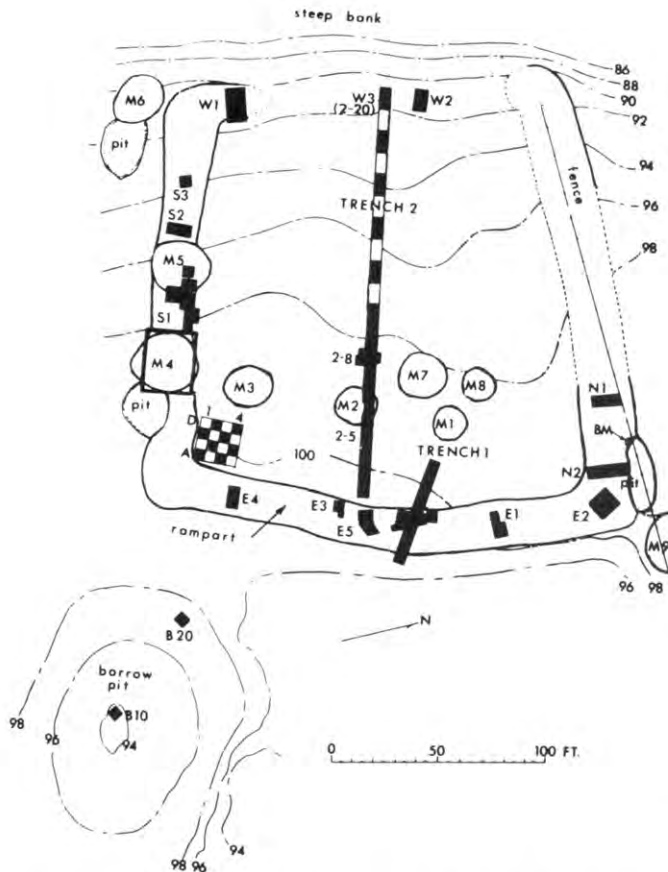 steep bank
86
88
90
92
94
96
98
M6
pit
W1
W3
(2-20)
W2
fence
S3
S2
TRENCH 2
M5
S1
M4
M3
2-8
M7
M8
M2
M1
N1
pit
D 1 4
A
2-5
BM
100
TRENCH 1
N2
pit
E4
E3
E5
E1
E2
M9
rampart
96
98
N
B20
borrow
pit
B10
98
96
94
0 50 100 FT.
98
96
94